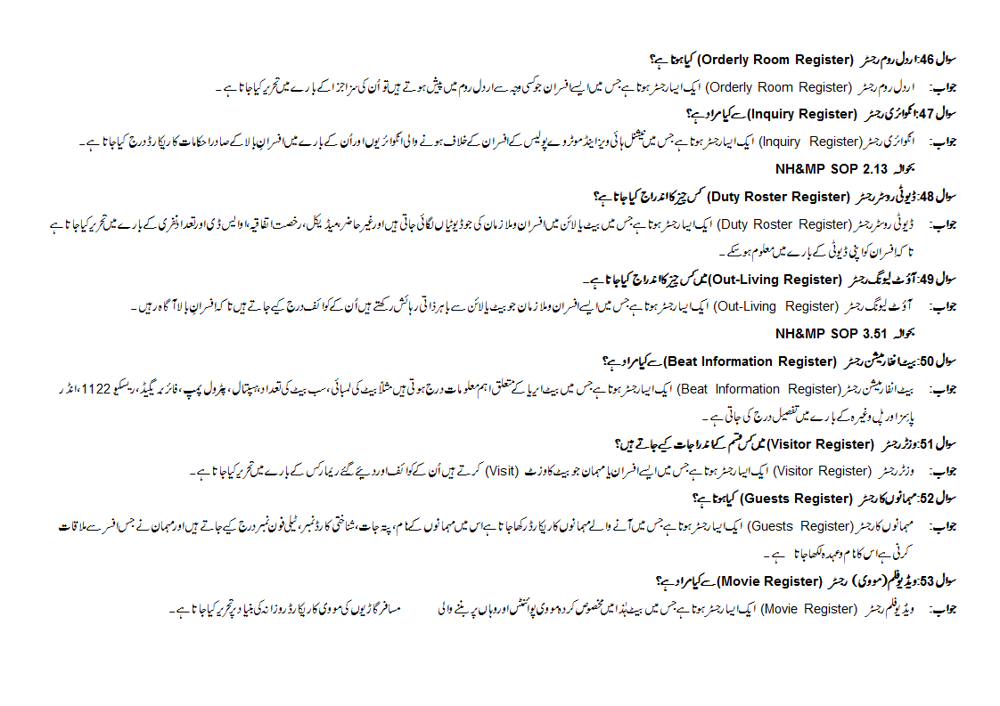 سوال 46:اردل روم رجسٹر (Orderly Room Register) کیا ہوتا ہے؟
جواب: اردل روم رجسٹر (Orderly Room Register) ایک ایسا رجسٹر ہوتا ہے جس میں ایسے افسران جو کسی وجہ سے اردل روم میں پیش ہوتے ہیں تو اُن کی سزا جزا کے بارے میں تحریر کیا جاتا ہے ۔
سوال 47:انکوائری رجسٹر (Inquiry Register) سے کیا مراد ہے؟
جواب: انکوائری رجسٹر (Inquiry Register) ایک ایسا رجسٹر ہوتا ہے جس میں نیشنل ہائی ویز اینڈ موٹروے پولیس کے افسران کے خلاف ہونے والی انکوائریوں اور اُن کے بارے میں افسرانِ بالا کے صادر احکامات کا ریکارڈ درج کیا جاتا ہے ۔
بحوالہ NH&MP SOP 2.13
سوال 48:ڈیوٹی روسٹر رجسٹر (Duty Roster Register) کس چیز کا اندراج کیا جاتا ہے؟
جواب: ڈیوٹی روسٹر رجسٹر (Duty Roster Register) ایک ایسا رجسٹر ہوتا ہے جس میں بیٹ یا لائن میں افسران و ملازمان کی جو ڈیوٹیاں لگائی جاتی ہیں اور غیر حاضر، میڈیکل، رخصت اتفاقیہ، او ایس ڈی اور تعداد نفری کے بارے میں تحریر کیا جاتا ہے
تاکہ افسران کو اپنی ڈیوٹی کے بارے میں معلوم ہو سکے ۔
سوال 49:آؤٹ لیونگ رجسٹر (Out-Living Register) میں کس چیز کا اندراج کیا جاتا ہے۔
جواب: آؤٹ لیونگ رجسٹر (Out-Living Register) ایک ایسا رجسٹر ہوتا ہے جس میں ایسے افسران و ملازمان جو بیٹ یا لائن سے باہر ذاتی رہائش رکھتے ہیں اُن کے کوائف درج کیے جاتے ہیں تاکہ افسرانِ بالا آگاہ رہیں ۔
بحوالہ NH&MP SOP 3.51
سوال 50:بیٹ انفارمیشن رجسٹر (Beat Information Register) سے کیا مراد ہے؟
جواب: بیٹ انفارمیشن رجسٹر (Beat Information Register) ایک ایسا رجسٹر ہوتا ہے جس میں بیٹ ایریا کے متعلق اہم معلومات درج ہوتی ہیں مثلاً بیٹ کی لمبائی، سب بیٹ کی تعداد، ہسپتال، پٹرول پمپ، فائر بریگیڈ، ریسکیو 1122، انڈر
پاسز اور پل وغیرہ کے بارے میں تفصیل درج کی جاتی ہے ۔
سوال 51:وزٹر رجسٹر (Visitor Register) میں کس قسم کے اندراجات کیے جاتے ہیں؟
جواب: وزٹر رجسٹر (Visitor Register) ایک ایسا رجسٹر ہوتا ہے جس میں ایسے افسران یا مہمان جو بیٹ کا وزٹ (Visit) کرتے ہیں اُن کے کوائف اور دیئے گئے ریمارکس کے بارے میں تحریر کیا جاتا ہے۔
سوال 52:مہمانوں کا رجسٹر (Guests Register) کیا ہوتا ہے؟
جواب: مہمانوں کا رجسٹر (Guests Register) ایک ایسا رجسٹر ہوتا ہے جس میں آنے والے مہمانوں کا ریکارڈ رکھا جاتا ہے اس میں مہمانوں کے نام، پتہ جات، شناختی کارڈ نمبر، ٹیلی فون نمبر درج کیے جاتے ہیں اور مہمان نے جس افسر سے ملاقات
کرنی ہے اس کا نام و عہدہ لکھا جاتا ہے ۔
سوال 53:ویڈیو فلم (مووی) رجسٹر (Movie Register) سے کیا مراد ہے؟
جواب: ویڈیو فلم رجسٹر (Movie Register) ایک ایسا رجسٹر ہوتا ہے جس میں بیٹ ہٰذا میں مخصوص کردہ مووی پوائنٹس اور وہاں پر بننے والی مسافر گاڑیوں کی مووی کا ریکارڈ روزانہ کی بنیاد پر تحریر کیا جاتا ہے۔